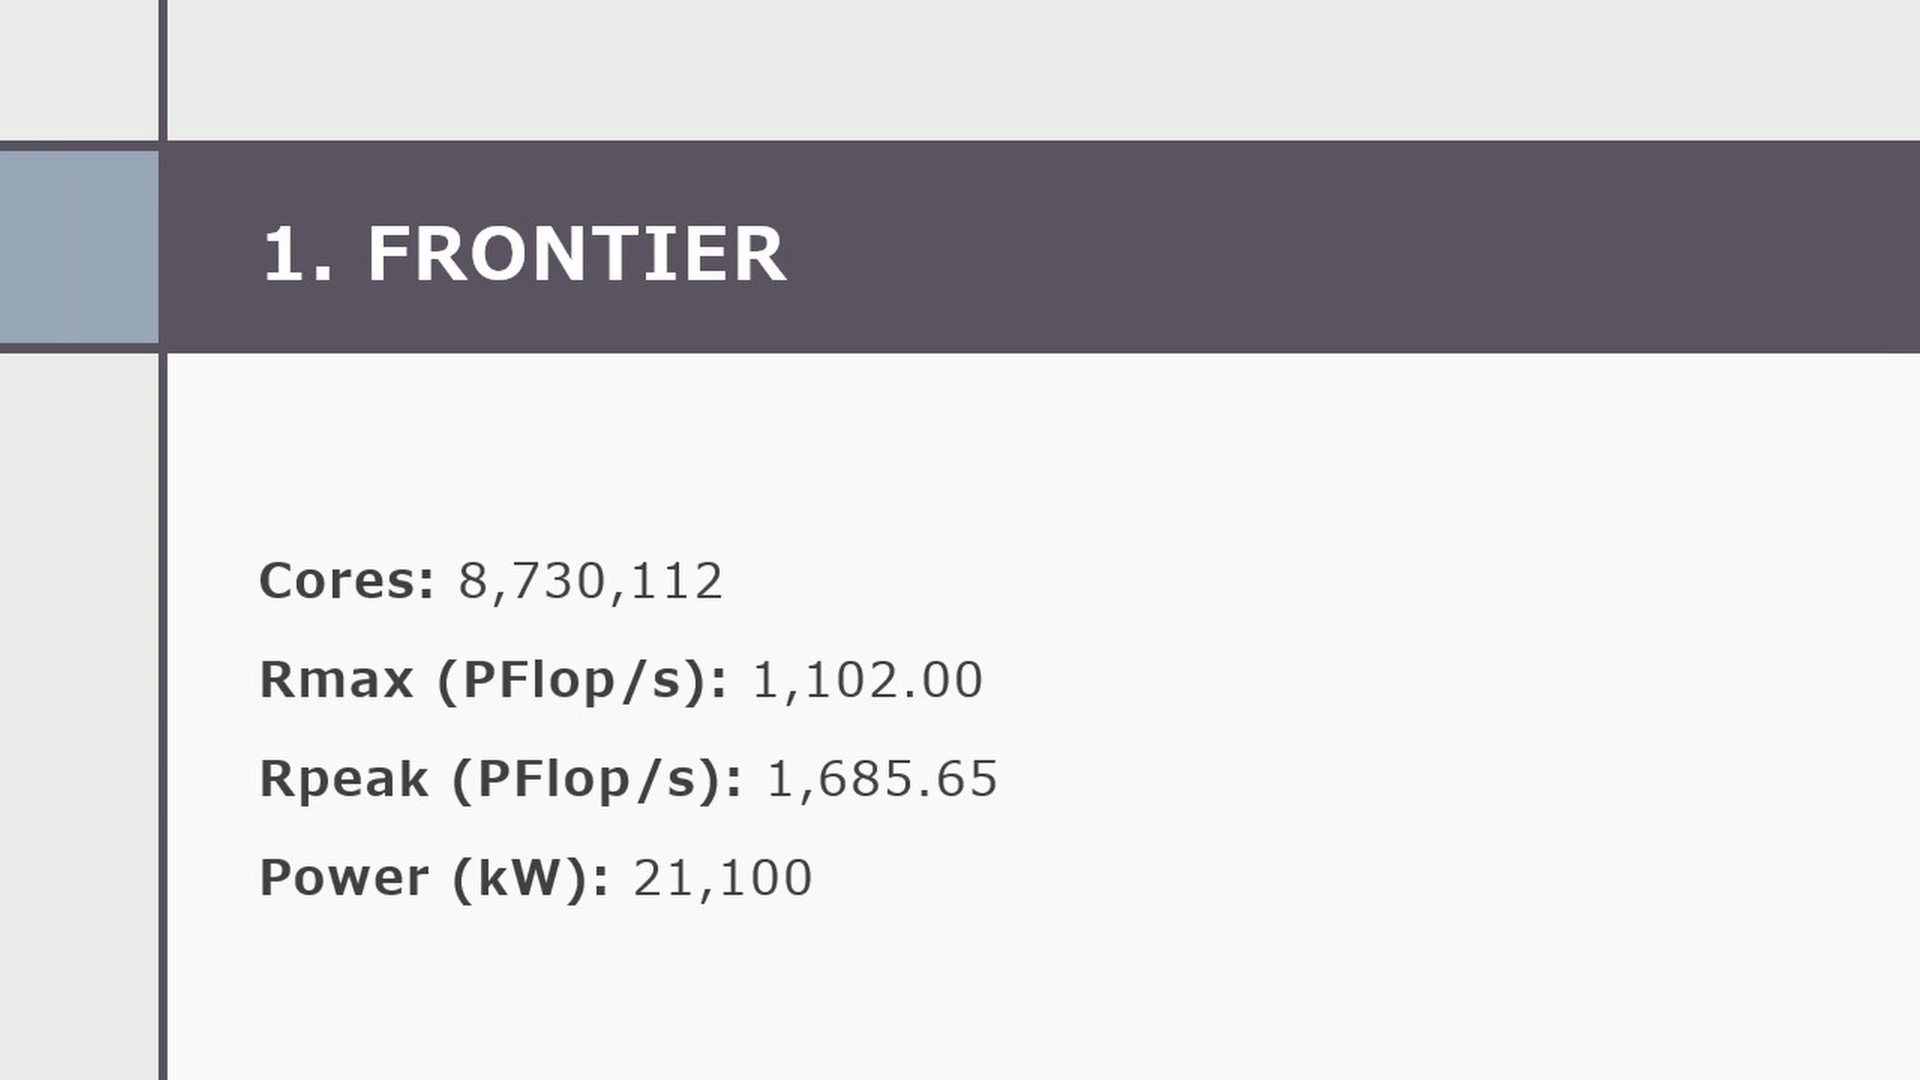 1. FRONTIER
Cores: 8,730,112
Rmax (PFlop/s): 1,102.00
Rpeak (PFlop/s): 1,685.65
Power (kW): 21,100